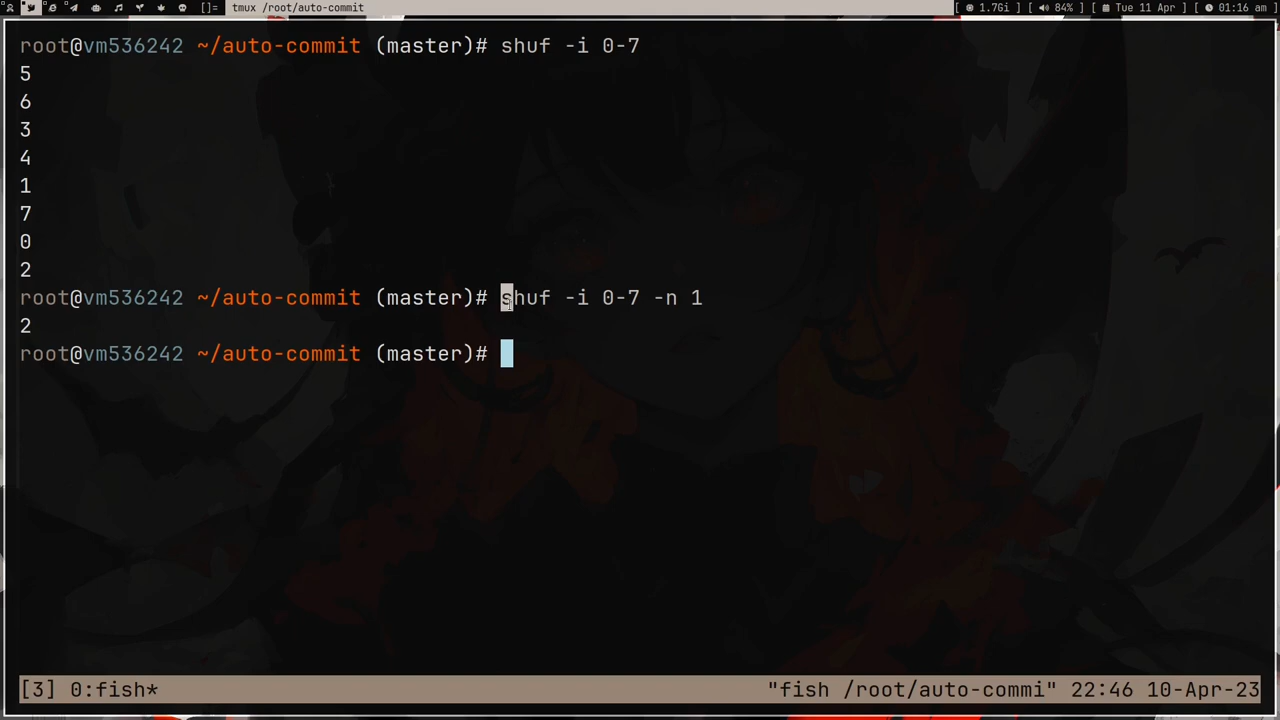 []= tmux /root/auto-commit [ 1.7Gi ] [ 84% ] [ Tue 11 Apr ] [ 01:16 am ]
root@vm536242 ~/auto-commit (master)# shuf -i 0-7
5
6
3
4
1
7
0
2
root@vm536242 ~/auto-commit (master)# shuf -i 0-7 -n 1
2
root@vm536242 ~/auto-commit (master)#
[3] 0:fish* "fish /root/auto-commi" 22:46 10-Apr-23